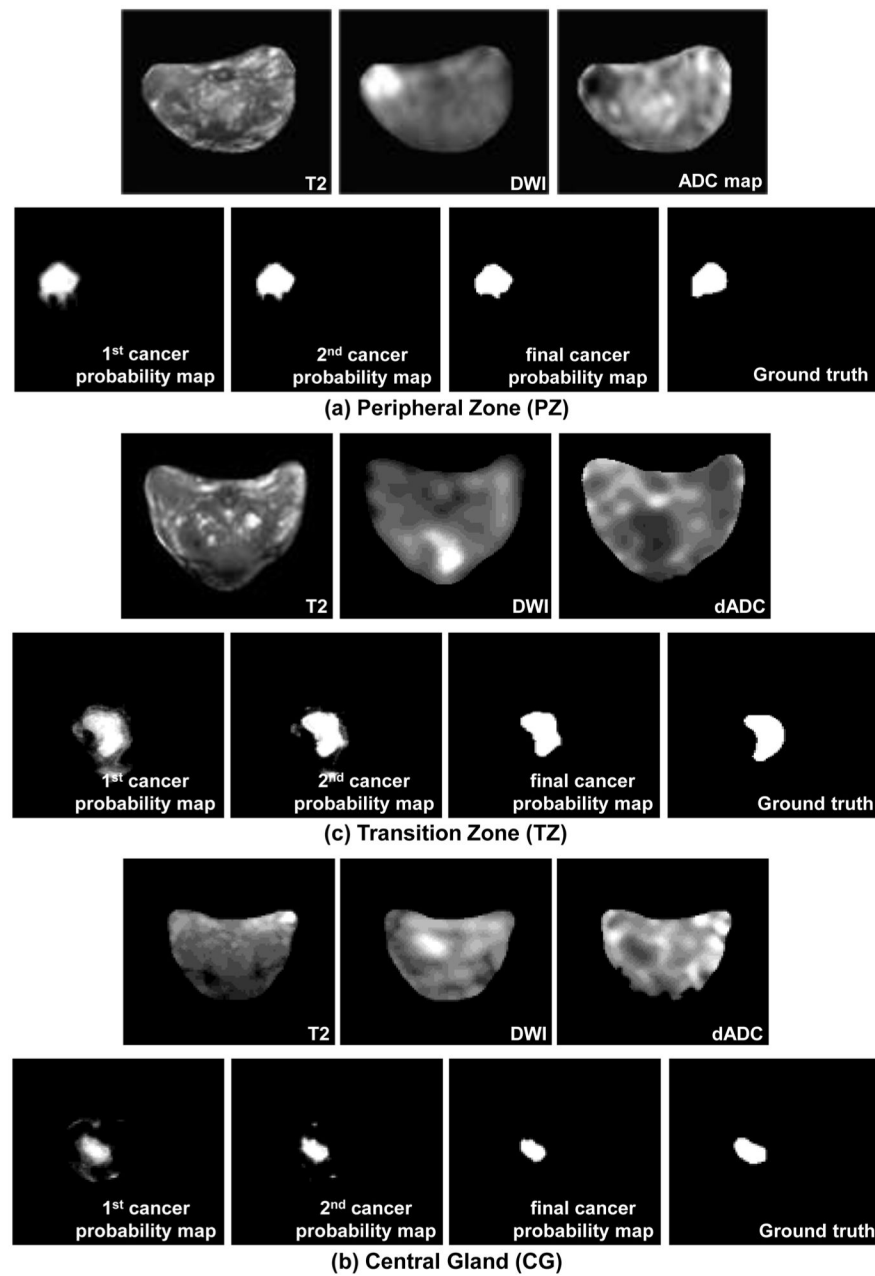 T2
DWI
ADC map
1st cancer
probability map
2nd cancer
probability map
final cancer
probability map
Ground truth
(a) Peripheral Zone (PZ)
T2
DWI
dADC
1st cancer
probability map
2nd cancer
probability map
final cancer
probability map
Ground truth
(c) Transition Zone (TZ)
T2
DWI
dADC
1st cancer
probability map
2nd cancer
probability map
final cancer
probability map
Ground truth
(b) Central Gland (CG)